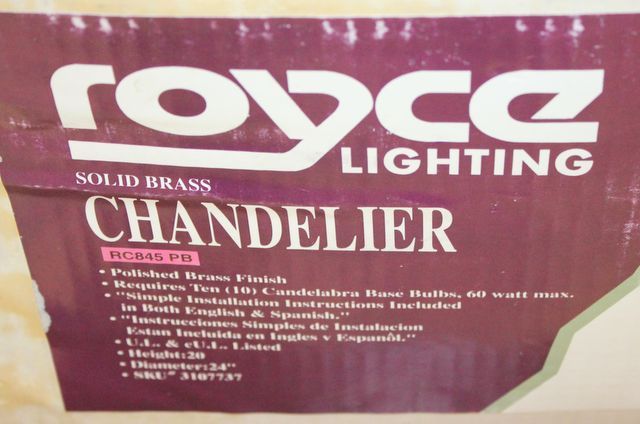 royce
LIGHTING
SOLID BRASS
CHANDELIER
RC845 PB
• Polished Brass Finish
• Requires Ten (10) Candelabra Base Bulbs, 60 watt max.
• "Simple Installation Instructions Included
in Both English & Spanish."
• "Instrucciones Simples de Instalacion
Estan Incluida en Ingles y Espanôl."
• U.L. & cU.L. Listed
• Height:20
• Diameter:24"
• SKU# 3107737